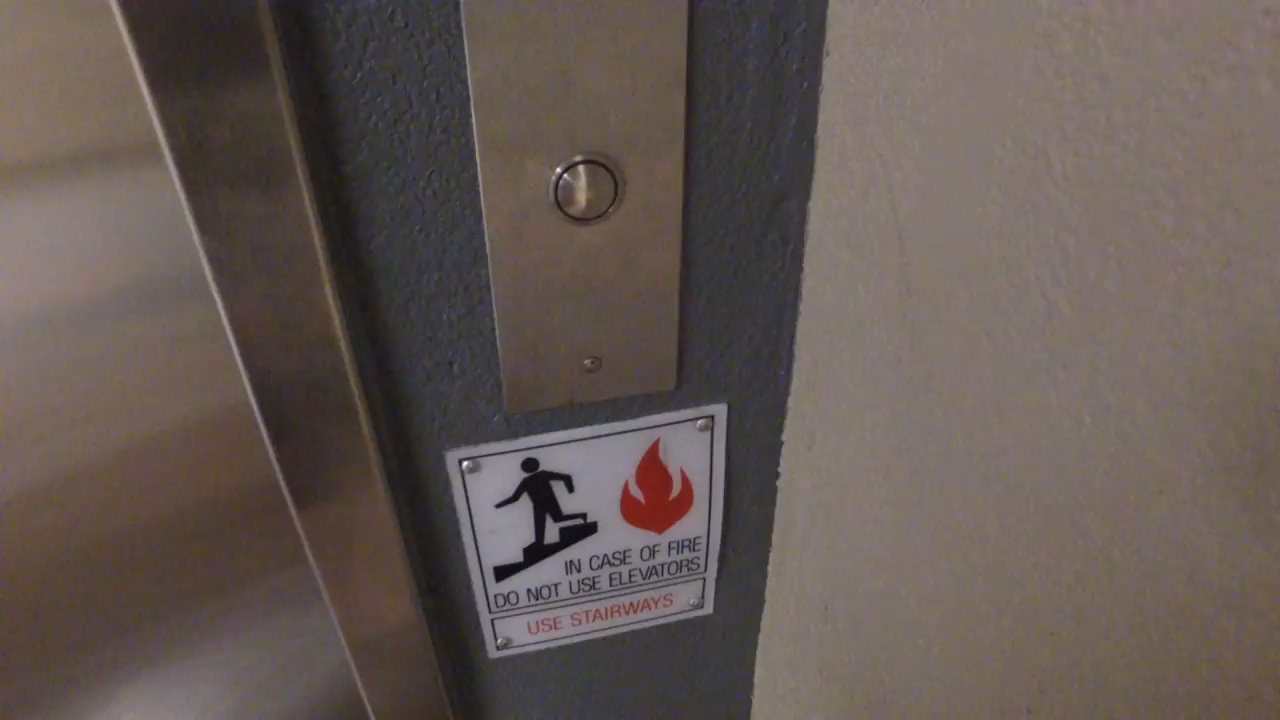 IN CASE OF FIRE
DO NOT USE ELEVATORS
USE STAIRWAYS